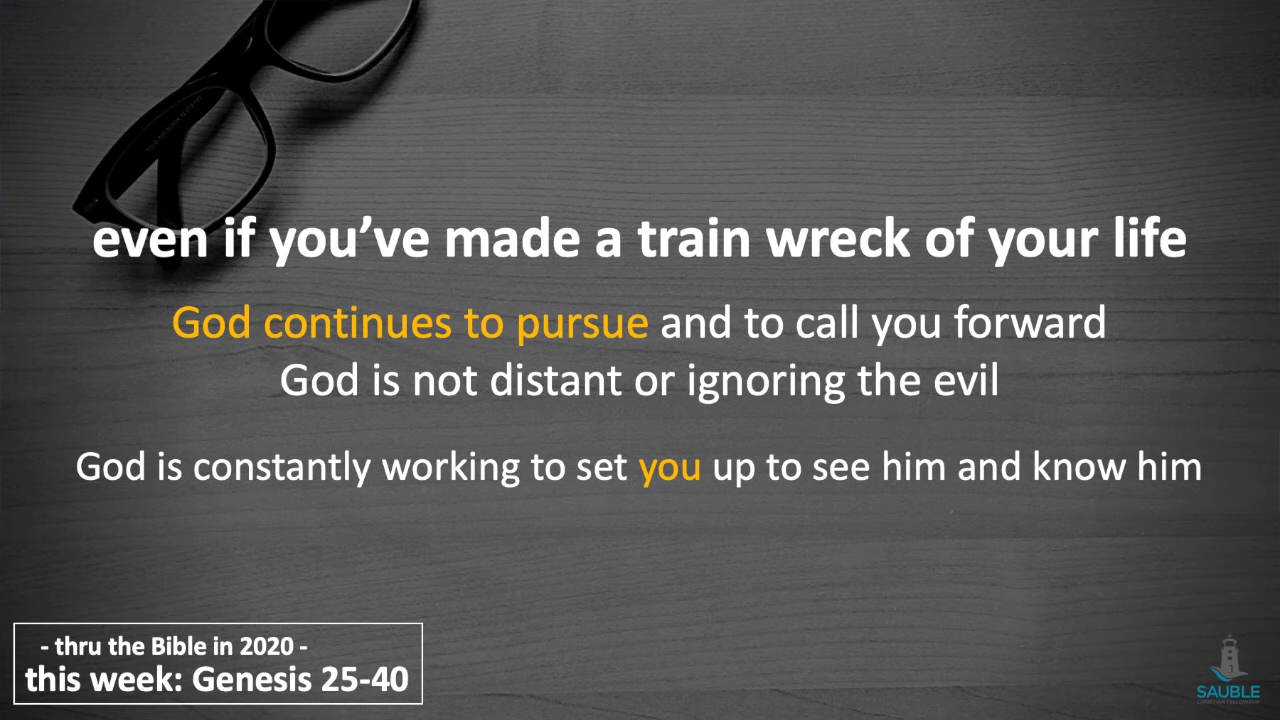 even if you’ve made a train wreck of your life
God continues to pursue and to call you forward
God is not distant or ignoring the evil
God is constantly working to set you up to see him and know him
- thru the Bible in 2020 -
this week: Genesis 25-40
SAUBLE
CHRISTIAN FELLOWSHIP